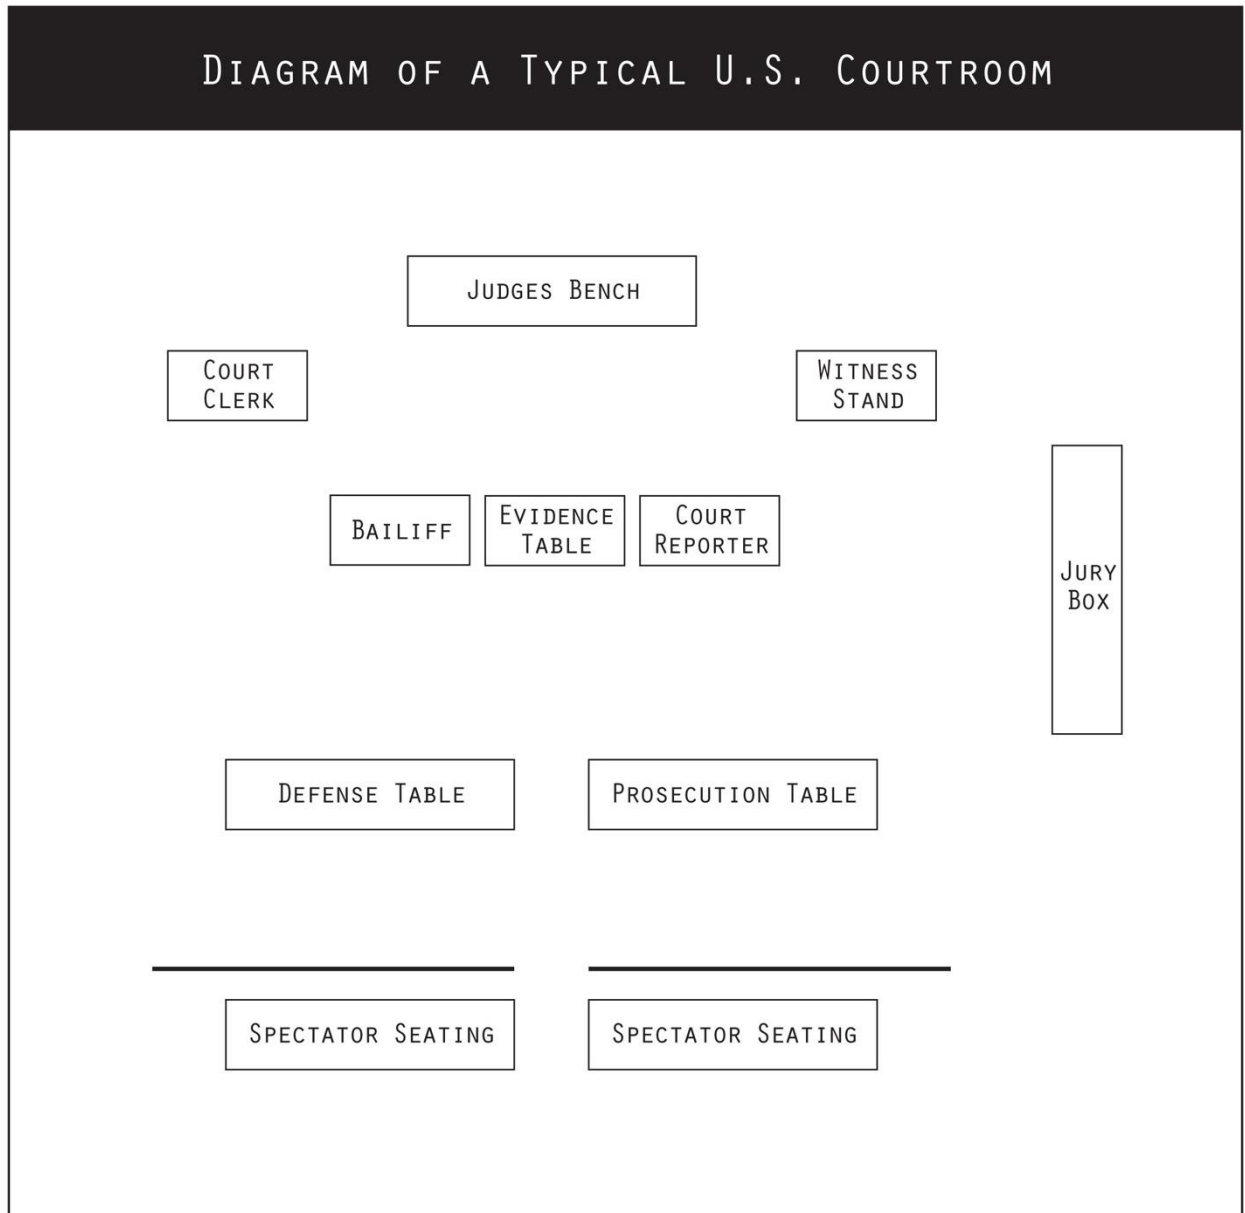 Diagram of a Typical U.S. Courtroom
Judges Bench
Court
Clerk
Witness
Stand
Bailiff
Evidence
Table
Court
Reporter
Jury
Box
Defense Table
Prosecution Table
Spectator Seating
Spectator Seating